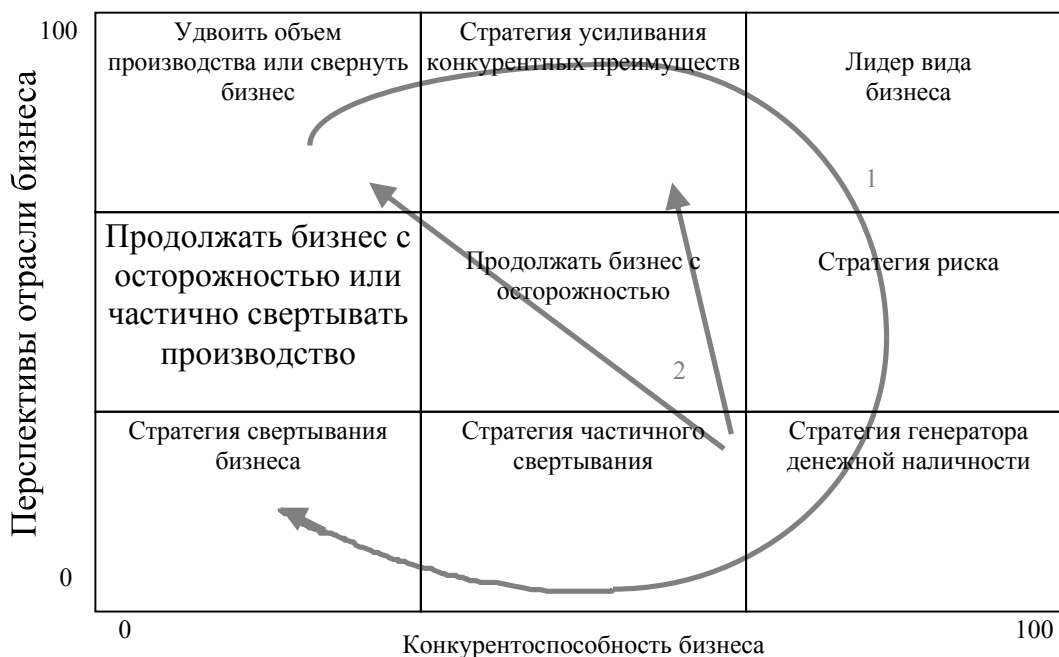 100
Удвоить объем
производства или свернуть
бизнес
Стратегия усиливания
конкурентных преимуществ
Лидер вида
бизнеса
1
Перспективы отрасли бизнеса
Продолжать бизнес с
осторожностью или
частично свертывать
производство
Продолжать бизнес с
осторожностью
Стратегия риска
2
Стратегия свертывания
бизнеса
Стратегия частичного
свертывания
Стратегия генератора
денежной наличности
0
0
Конкурентоспособность бизнеса
100